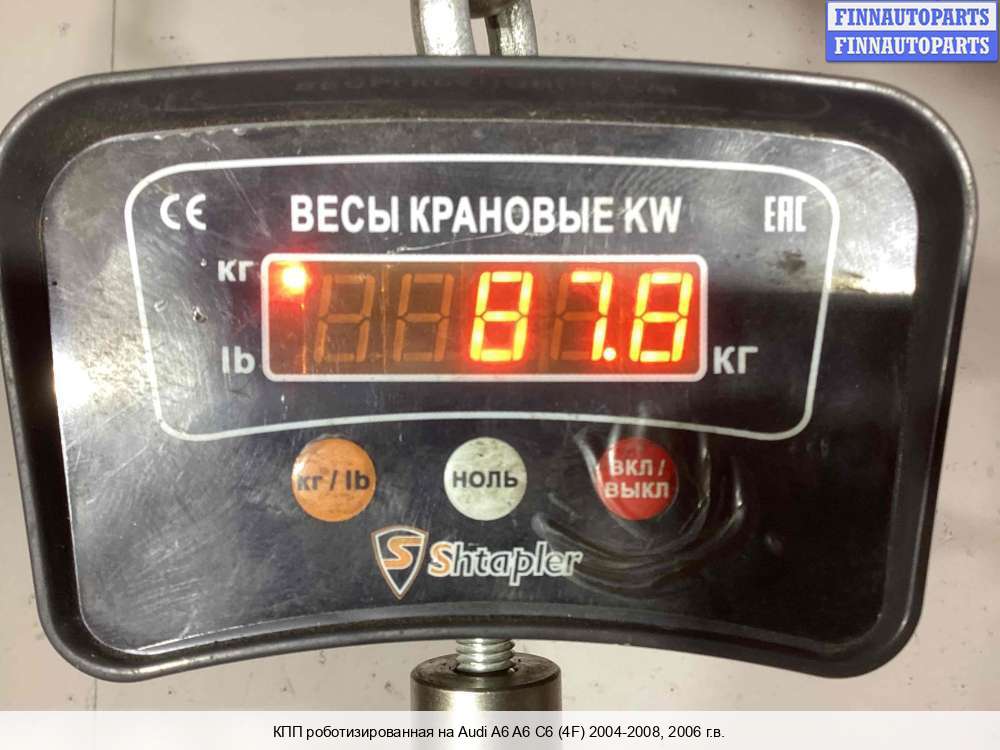 FINNAUTOPARTS
FINNAUTOPARTS
CE ВЕСЫ КРАНОВЫЕ KW EAC
кг
87.8
lb КГ
кг / lb НОЛЬ ВКЛ /
ВЫКЛ
S Shtapler
КПП роботизированная на Audi A6 A6 C6 (4F) 2004-2008, 2006 г.в.